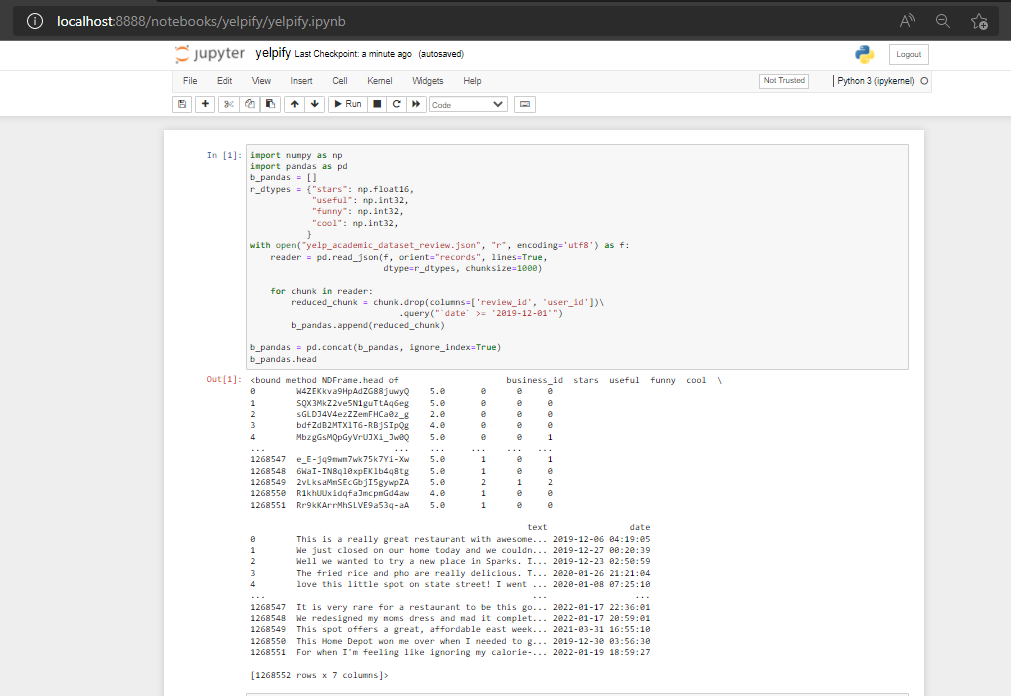 localhost:8888/notebooks/yelpify/yelpify.ipynb
jupyter yelpify Last Checkpoint: a minute ago (autosaved) Logout
File Edit View Insert Cell Kernel Widgets Help Not Trusted Python 3 (ipykernel)
Run Code
In [1]: import numpy as np
import pandas as pd
b_pandas = []
r_dtypes = {"stars": np.float16,
"useful": np.int32,
"funny": np.int32,
"cool": np.int32,
}
with open("yelp_academic_dataset_review.json", "r", encoding='utf8') as f:
reader = pd.read_json(f, orient="records", lines=True,
dtype=r_dtypes, chunksize=1000)
for chunk in reader:
reduced_chunk = chunk.drop(columns=['review_id', 'user_id'])\
.query("`date` >= '2019-12-01'")
b_pandas.append(reduced_chunk)
b_pandas = pd.concat(b_pandas, ignore_index=True)
b_pandas.head
Out[1]: <bound method NDFrame.head of business_id stars useful funny cool \
0 W4ZEKkva9HpAdZG88juwyQ 5.0 0 0 0
1 SQX3MkZ2ve5N1guTtAq6eg 5.0 0 0 0
2 sGLDJ4V4ezZZemFHCa0z_g 2.0 0 0 0
3 bdfZdB2MTXlT6-RBjSIpQg 4.0 0 0 0
4 MbzgGsMQpGyVrUJXi_Jw0Q 5.0 0 0 1
... ... ... ... ... ...
1268547 e_E-jq9mwm7wk75k7Yi-Xw 5.0 1 0 1
1268548 6WaI-IN8ql0xpEKlb4q8tg 5.0 1 0 0
1268549 2vLksaMmSEcGbjI5gywpZA 5.0 2 1 2
1268550 R1khUUxidqfaJmcpmGd4aw 4.0 1 0 0
1268551 Rr9kKArrMhSLVE9a53q-aA 5.0 1 0 0
text date
0 This is a really great restaurant with awesome... 2019-12-06 04:19:05
1 We just closed on our home today and we couldn... 2019-12-27 00:20:39
2 Well we wanted to try a new place in Sparks. I... 2019-12-23 02:50:59
3 The fried rice and pho are really delicious. T... 2020-01-26 21:21:04
4 love this little spot on state street! I went ... 2020-01-08 07:25:10
... ... ...
1268547 It is very rare for a restaurant to be this go... 2022-01-17 22:36:01
1268548 We redesigned my moms dress and mad it complet... 2022-01-17 20:59:01
1268549 This spot offers a great, affordable east week... 2021-03-31 16:55:10
1268550 This Home Depot won me over when I needed to g... 2019-12-30 03:56:30
1268551 For when I'm feeling like ignoring my calorie-... 2022-01-19 18:59:27
[1268552 rows x 7 columns]>